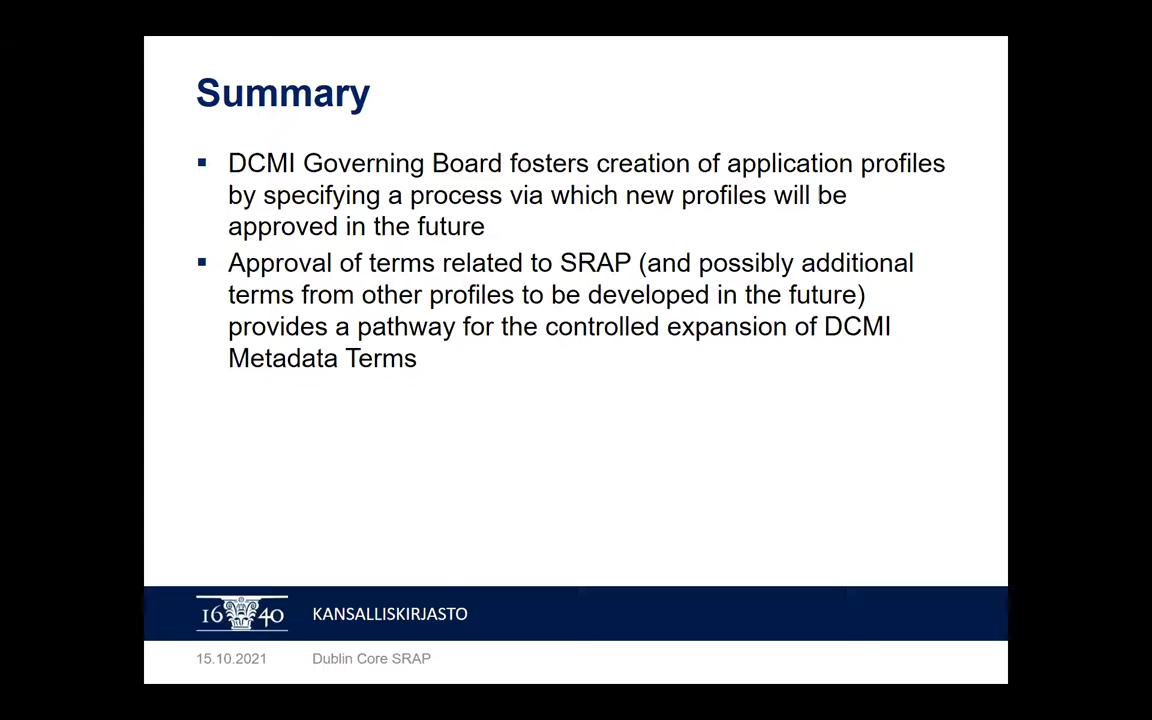 Summary
▪ DCMI Governing Board fosters creation of application profiles
by specifying a process via which new profiles will be
approved in the future
▪ Approval of terms related to SRAP (and possibly additional
terms from other profiles to be developed in the future)
provides a pathway for the controlled expansion of DCMI
Metadata Terms
1640 KANSALLISKIRJASTO
15.10.2021 Dublin Core SRAP